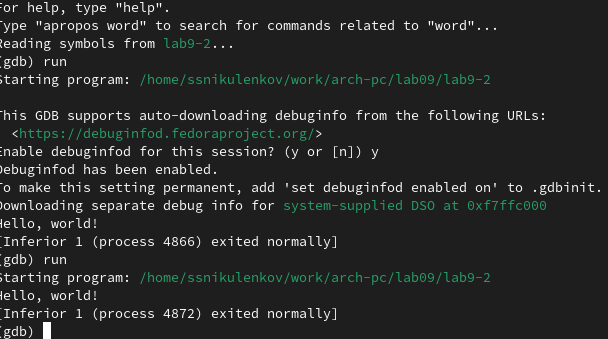 For help, type "help".
Type "apropos word" to search for commands related to "word"...
Reading symbols from lab9-2...
(gdb) run
Starting program: /home/ssnikulenkov/work/arch-pc/lab09/lab9-2
This GDB supports auto-downloading debuginfo from the following URLs:
<https://debuginfod.fedoraproject.org/>
Enable debuginfod for this session? (y or [n]) y
Debuginfod has been enabled.
To make this setting permanent, add 'set debuginfod enabled on' to .gdbinit.
Downloading separate debug info for system-supplied DSO at 0xf7ffc000
Hello, world!
[Inferior 1 (process 4866) exited normally]
(gdb) run
Starting program: /home/ssnikulenkov/work/arch-pc/lab09/lab9-2
Hello, world!
[Inferior 1 (process 4872) exited normally]
(gdb)